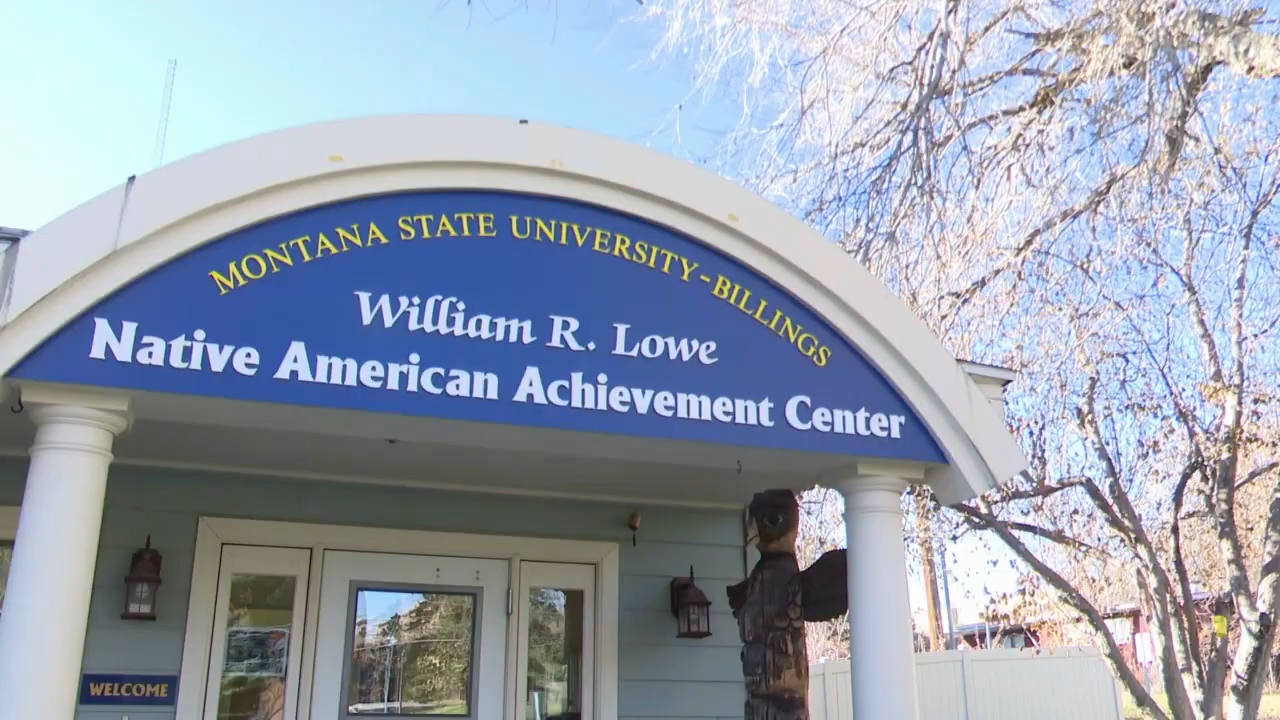 MONTANA STATE UNIVERSITY-BILLINGS
William R. Lowe
Native American Achievement Center
WELCOME